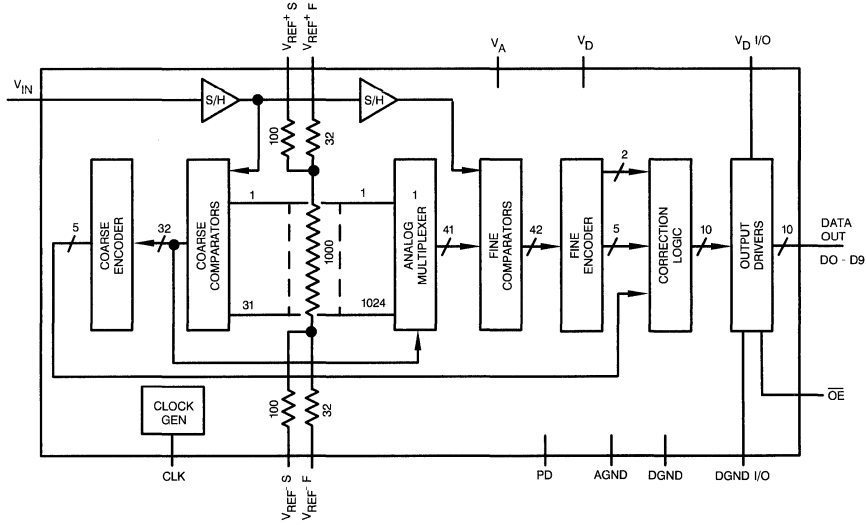 V_REF+ S
V_REF+ F
V_A
V_D
V_D I/O
V_IN
S/H
S/H
100
32
1
1
1
2
5
COARSE
ENCODER
32
COARSE
COMPARATORS
1000
ANALOG
MULTIPLEXER
41
FINE
COMPARATORS
42
FINE
ENCODER
5
CORRECTION
LOGIC
10
OUTPUT
DRIVERS
10
DATA
OUT
DO - D9
31
1024
100
32
CLOCK
GEN
OE
CLK
V_REF- S
V_REF- F
PD
AGND
DGND
DGND I/O